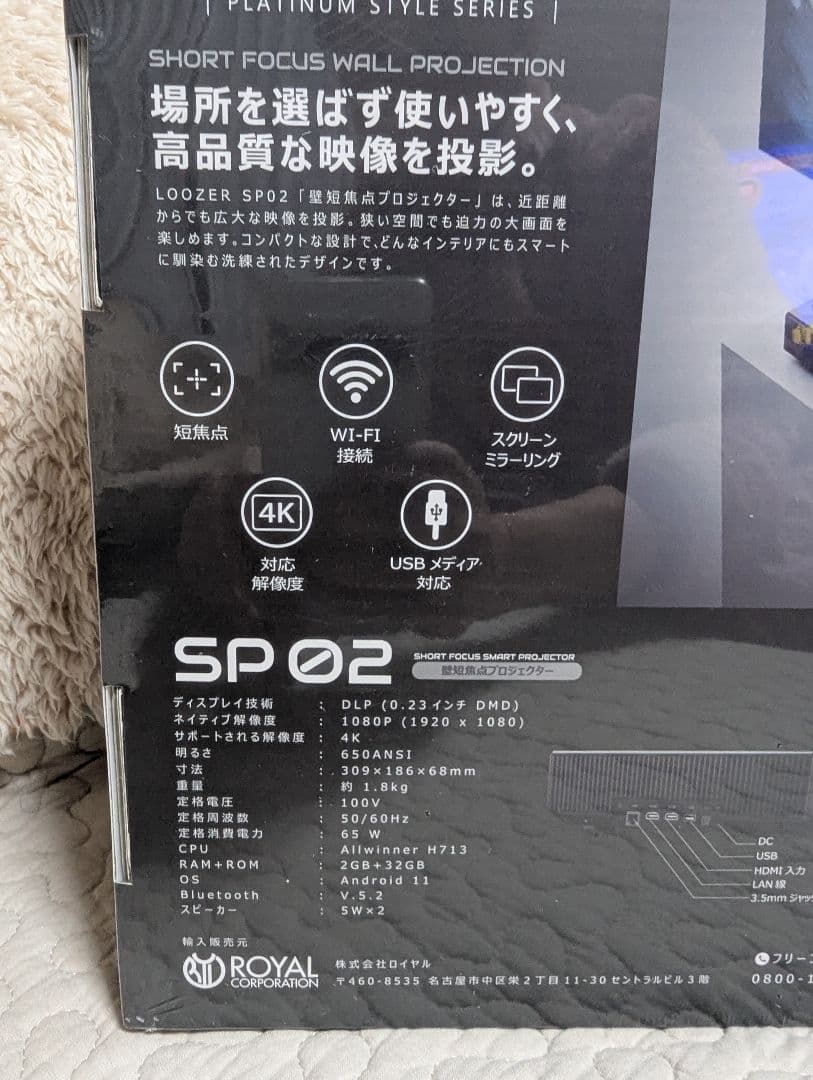 | PLATINUM STYLE SERIES |
SHORT FOCUS WALL PROJECTION
場所を選ばず使いやすく、
高品質な映像を投影。
LOOZER SP02「壁短焦点プロジェクター」は、近距離
からでも広大な映像を投影。狭い空間でも迫力の大画面を
楽しめます。コンパクトな設計で、どんなインテリアにもスマート
に馴染む洗練されたデザインです。
短焦点
WI-FI
接続
スクリーン
ミラーリング
4K
対応
解像度
USB メディア
対応
SP02
SHORT FOCUS SMART PROJECTOR
壁短焦点プロジェクター
ディスプレイ技術 : DLP (0.23インチ DMD)
ネイティブ解像度 : 1080P (1920 x 1080)
サポートされる解像度 : 4K
明るさ : 650ANSI
寸法 : 309×186×68mm
重量 : 約 1.8kg
定格電圧 : 100V
定格周波数 : 50/60Hz
定格消費電力 : 65 W
CPU : Allwinner H713
RAM+ROM : 2GB+32GB
OS : Android 11
Bluetooth : V.5.2
スピーカー : 5W×2
DC
USB
HDMI 入力
LAN 線
3.5mm ジャッ
輸入販売元
ROYAL
CORPORATION
株式会社ロイヤル
〒460-8535 名古屋市中区栄2丁目11-30 セントラルビル3階
フリー
0800-1